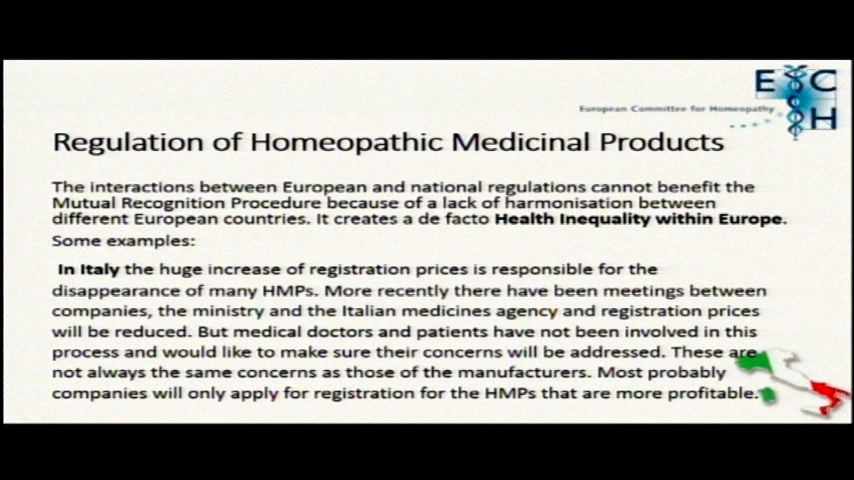 E C
C H
European Committee for Homeopathy
Regulation of Homeopathic Medicinal Products
The interactions between European and national regulations cannot benefit the
Mutual Recognition Procedure because of a lack of harmonisation between
different European countries. It creates a de facto Health Inequality within Europe.
Some examples:
In Italy the huge increase of registration prices is responsible for the
disappearance of many HMPs. More recently there have been meetings between
companies, the ministry and the Italian medicines agency and registration prices
will be reduced. But medical doctors and patients have not been involved in this
process and would like to make sure their concerns will be addressed. These are
not always the same concerns as those of the manufacturers. Most probably
companies will only apply for registration for the HMPs that are more profitable.